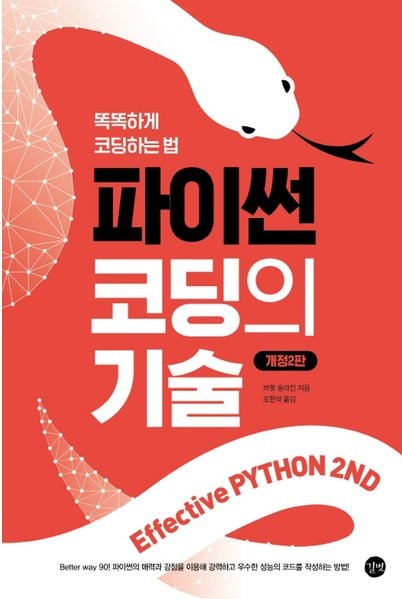 똑똑하게
코딩하는 법
파이썬
코딩의
기술
개정2판
브렛 슬라킨 지음
오현석 옮김
Effective PYTHON 2ND
Better way 90! 파이썬의 매력과 강점을 이용해 강력하고 우수한 성능의 코드를 작성하는 방법!
길벗